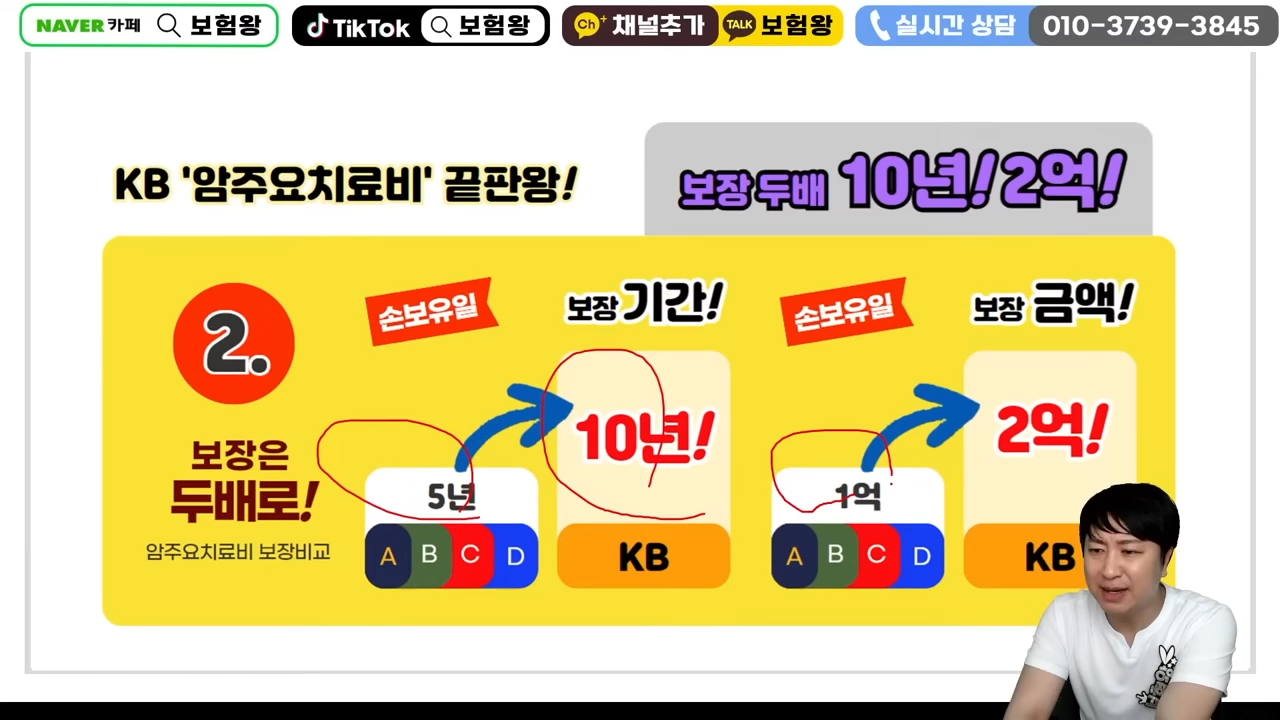 NAVER 카페 보험왕
TikTok 보험왕
Ch+ 채널추가 TALK 보험왕
실시간 상담 010-3739-3845
KB '암주요치료비' 끝판왕!
보장 두배 10년! 2억!
2.
보장은
두배로!
암주요치료비 보장비교
손보유일
보장 기간!
10년!
5년
A B C D
KB
손보유일
보장 금액!
2억!
1억
A B C D
KB